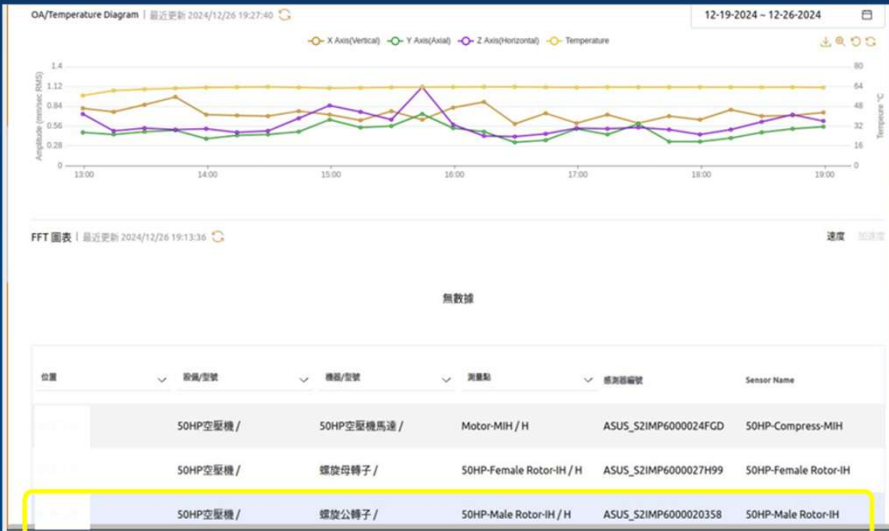 OA/Temperature Diagram | 最近更新 2024/12/26 19:27:40
12-19-2024 ~ 12-26-2024
X Axis(Vertical) Y Axis(Axial) Z Axis(Horizontal) Temperature
Amplitude (mm/sec RMS)
1.4
1.12
0.84
0.56
0.28
0
80
64
48
32
16
0
Tempeure °C
13:00 14:00 15:00 16:00 17:00 18:00 19:00
FFT 圖表 | 最近更新 2024/12/26 19:13:36
速度 加速度
無數據
位置 設備/型號 機器/型號 測量點 感測器編號 Sensor Name
50HP空壓機 / 50HP空壓機馬達 / Motor-MIH / H ASUS_S2IMP6000024FGD 50HP-Compress-MIH
50HP空壓機 / 螺旋母轉子 / 50HP-Female Rotor-IH / H ASUS_S2IMP6000027H99 50HP-Female Rotor-IH
50HP空壓機 / 螺旋公轉子 / 50HP-Male Rotor-IH / H ASUS_S2IMP6000020358 50HP-Male Rotor-IH